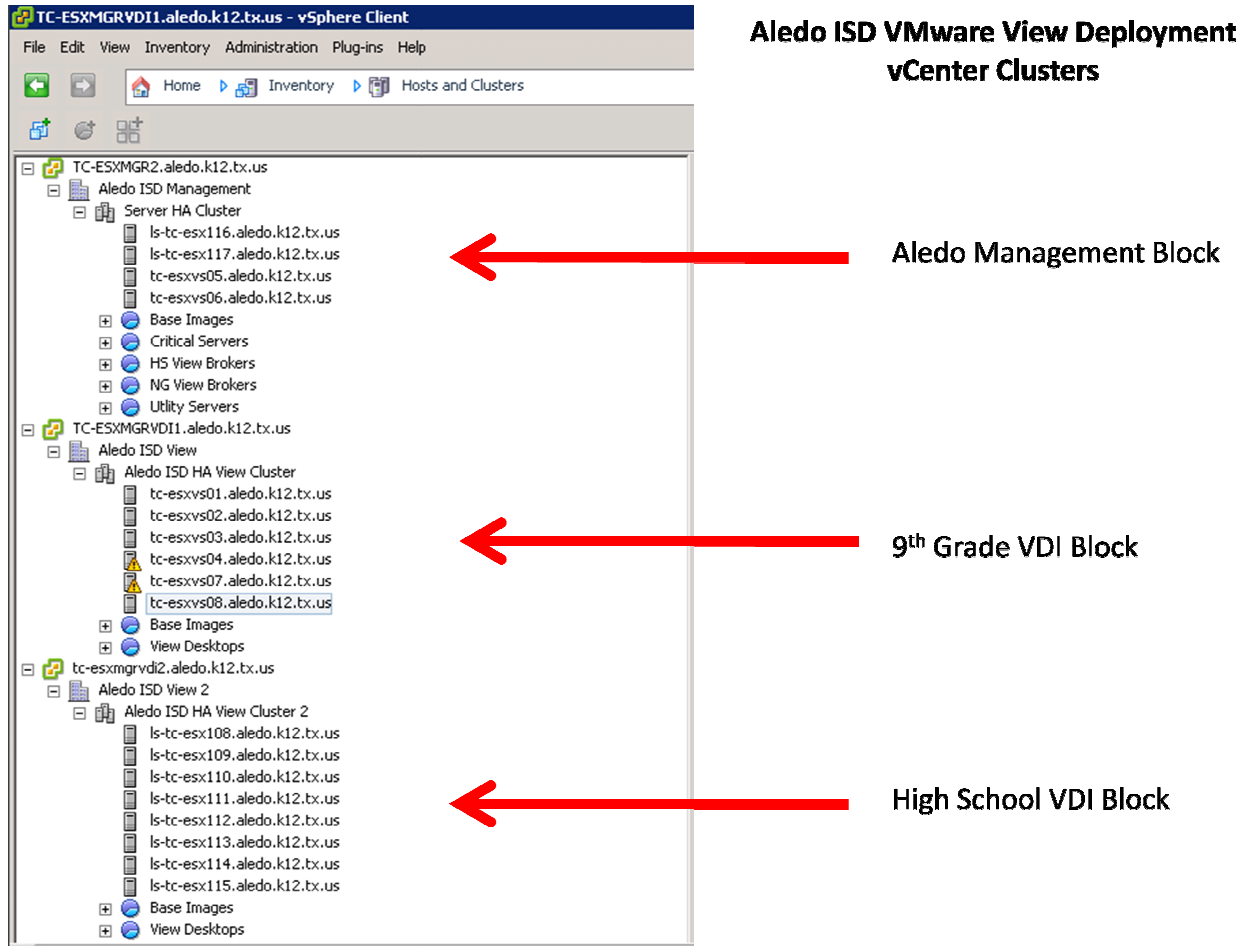 TC-ESXMGRVDI1.aledo.k12.tx.us - vSphere Client
File Edit View Inventory Administration Plug-ins Help
Home Inventory Hosts and Clusters
TC-ESXMGR2.aledo.k12.tx.us
Aledo ISD Management
Server HA Cluster
ls-tc-esx116.aledo.k12.tx.us
ls-tc-esx117.aledo.k12.tx.us
tc-esxvs05.aledo.k12.tx.us
tc-esxvs06.aledo.k12.tx.us
Base Images
Critical Servers
HS View Brokers
NG View Brokers
Utlity Servers
TC-ESXMGRVDI1.aledo.k12.tx.us
Aledo ISD View
Aledo ISD HA View Cluster
tc-esxvs01.aledo.k12.tx.us
tc-esxvs02.aledo.k12.tx.us
tc-esxvs03.aledo.k12.tx.us
tc-esxvs04.aledo.k12.tx.us
tc-esxvs07.aledo.k12.tx.us
tc-esxvs08.aledo.k12.tx.us
Base Images
View Desktops
tc-esxmgrvdi2.aledo.k12.tx.us
Aledo ISD View 2
Aledo ISD HA View Cluster 2
ls-tc-esx108.aledo.k12.tx.us
ls-tc-esx109.aledo.k12.tx.us
ls-tc-esx110.aledo.k12.tx.us
ls-tc-esx111.aledo.k12.tx.us
ls-tc-esx112.aledo.k12.tx.us
ls-tc-esx113.aledo.k12.tx.us
ls-tc-esx114.aledo.k12.tx.us
ls-tc-esx115.aledo.k12.tx.us
Base Images
View Desktops
Aledo ISD VMware View Deployment
vCenter Clusters
Aledo Management Block
9th Grade VDI Block
High School VDI Block